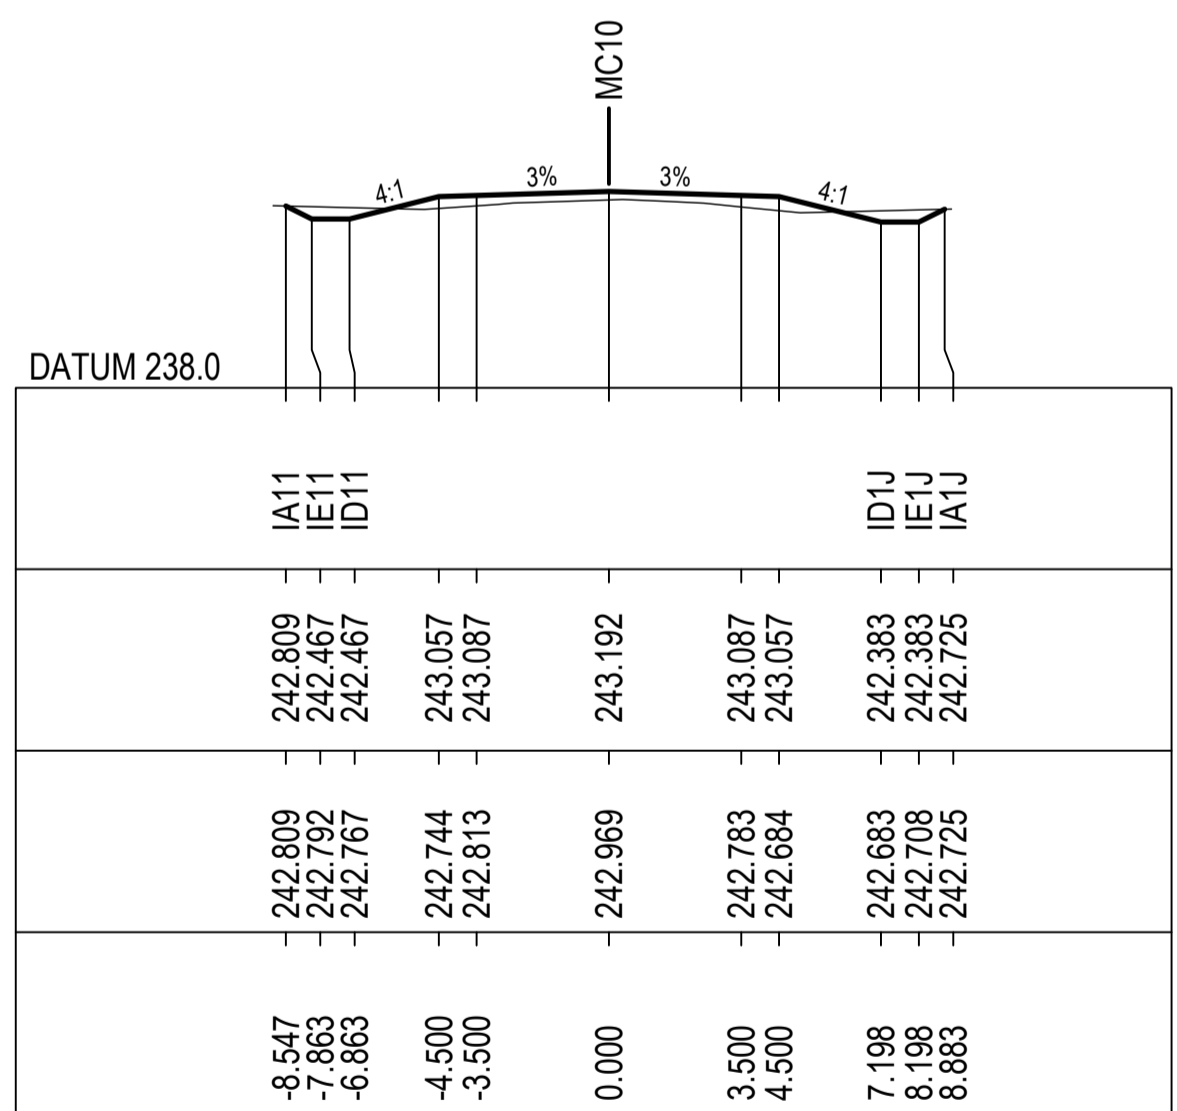 MC10
4:1 3% 3% 4:1
DATUM 238.0
IA11 IE11 ID11 ID1J IE1J IA1J
242.809 242.467 242.467 243.057 243.087 243.192 243.087 243.057 242.383 242.383 242.725
242.809 242.792 242.767 242.744 242.813 242.969 242.783 242.684 242.683 242.708 242.725
-8.547 -7.863 -6.863 -4.500 -3.500 0.000 3.500 4.500 7.198 8.198 8.883